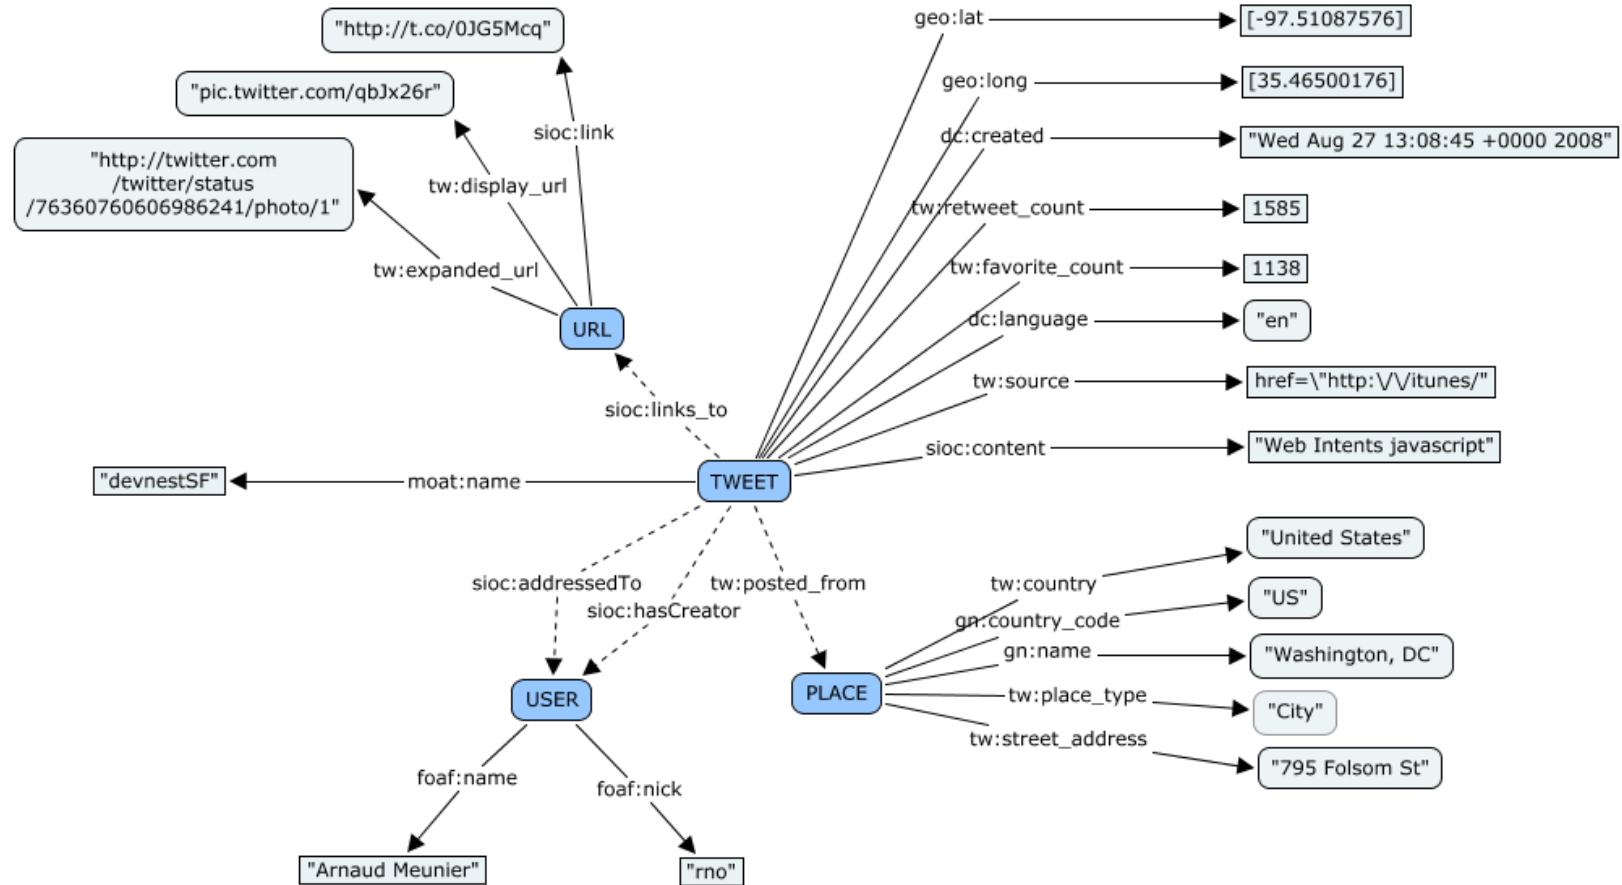 "http://t.co/0JG5Mcq"
"pic.twitter.com/qbJx26r"
"http://twitter.com
/twitter/status
/76360760606986241/photo/1"
sioc:link
tw:display_url
tw:expanded_url
URL
sioc:links_to
geo:lat
[-97.51087576]
geo:long
[35.46500176]
dc:created
"Wed Aug 27 13:08:45 +0000 2008"
tw:retweet_count
1585
tw:favorite_count
1138
dc:language
"en"
tw:source
href=\"http:\/\/itunes/"
sioc:content
"Web Intents javascript"
"devnestSF"
moat:name
TWEET
sioc:addressedTo
sioc:hasCreator
tw:posted_from
USER
PLACE
tw:country
"United States"
gn:country_code
"US"
gn:name
"Washington, DC"
tw:place_type
"City"
tw:street_address
"795 Folsom St"
foaf:name
foaf:nick
"Arnaud Meunier"
"rno"